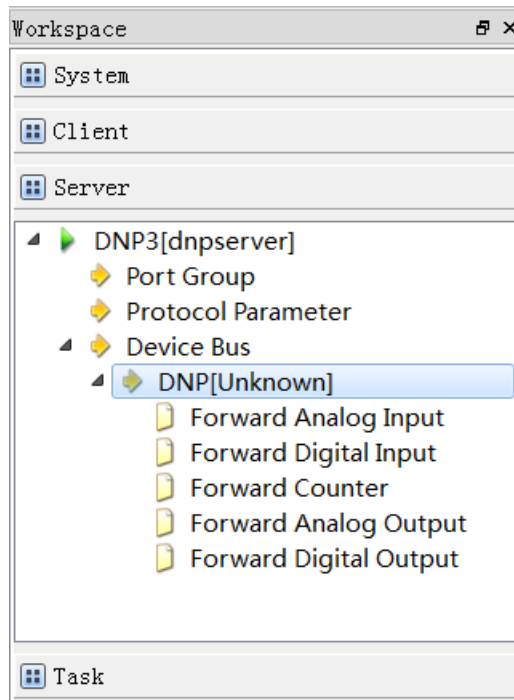 Workspace
System
Client
Server
DNP3[dnpserver]
Port Group
Protocol Parameter
Device Bus
DNP[Unknown]
Forward Analog Input
Forward Digital Input
Forward Counter
Forward Analog Output
Forward Digital Output
Task